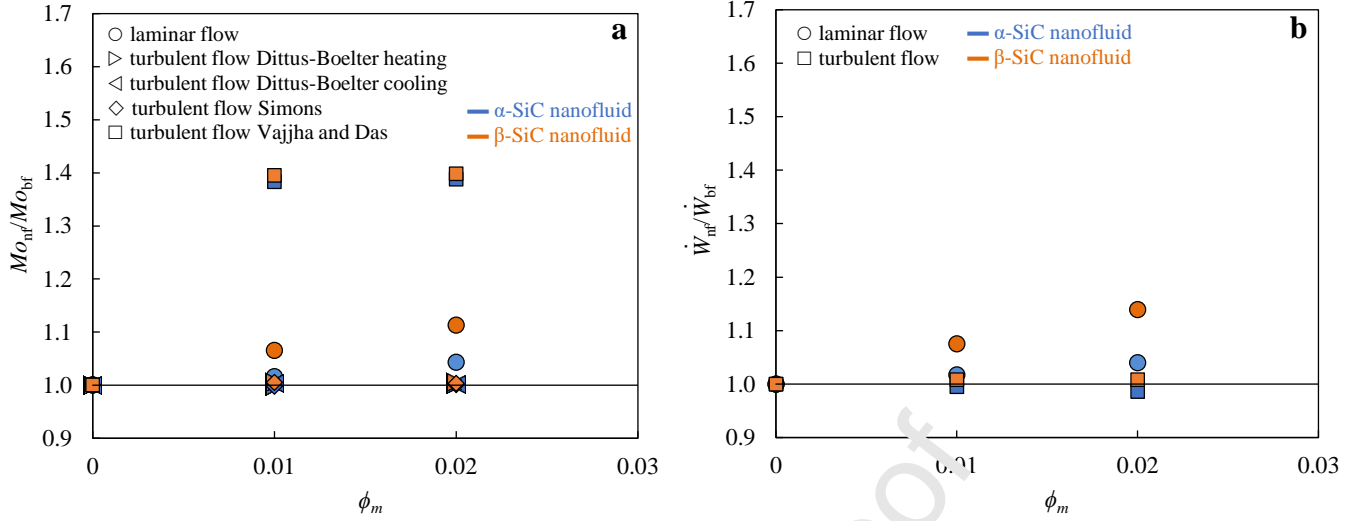 a
laminar flow
turbulent flow Dittus-Boelter heating
turbulent flow Dittus-Boelter cooling
turbulent flow Simons
turbulent flow Vajjha and Das
α-SiC nanofluid
β-SiC nanofluid
1.7
1.6
1.5
1.4
1.3
1.2
1.1
1.0
0.9
Mo_nf/Mo_bf
0
0.01
0.02
0.03
ϕ_m
b
laminar flow
turbulent flow
α-SiC nanofluid
β-SiC nanofluid
1.7
1.6
1.5
1.4
1.3
1.2
1.1
1.0
0.9
Ẇ_nf/Ẇ_bf
0
0.01
0.02
0.03
ϕ_m
oof